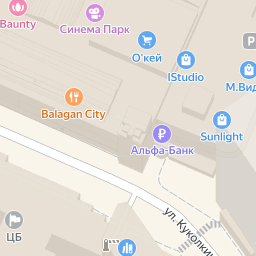 Baunty
Синема Парк
О'кей
IStudio
М.Вид
Balagan City
Альфа-Банк
Sunlight
ул. Куколкин
ЦБ